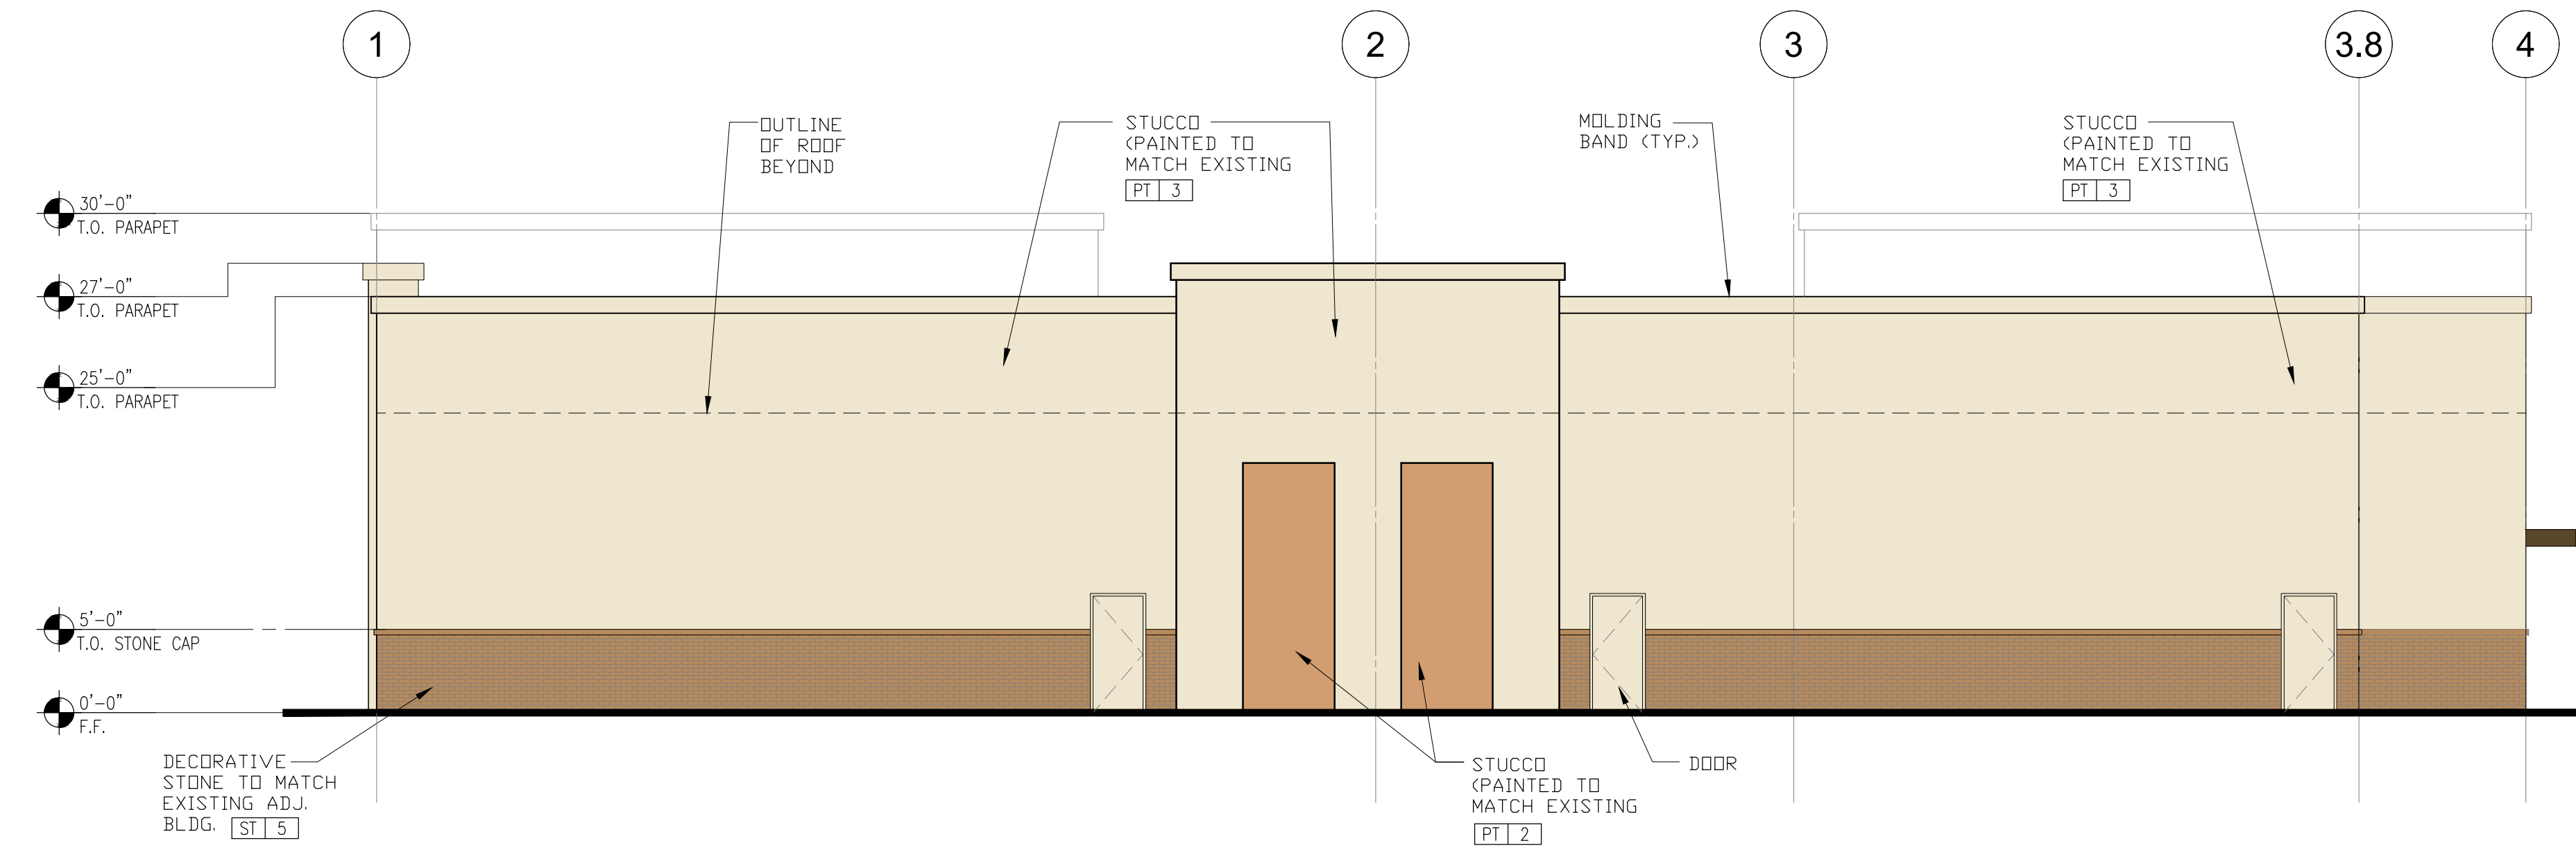 1
2
3
3.8
4
OUTLINE
OF ROOF
BEYOND
STUCCO
(PAINTED TO
MATCH EXISTING
PT 3
MOLDING
BAND (TYP.)
STUCCO
(PAINTED TO
MATCH EXISTING
PT 3
30'-0"
T.O. PARAPET
27'-0"
T.O. PARAPET
25'-0"
T.O. PARAPET
5'-0"
T.O. STONE CAP
0'-0"
F.F.
DECORATIVE
STONE TO MATCH
EXISTING ADJ.
BLDG. ST 5
STUCCO
(PAINTED TO
MATCH EXISTING
PT 2
DOOR